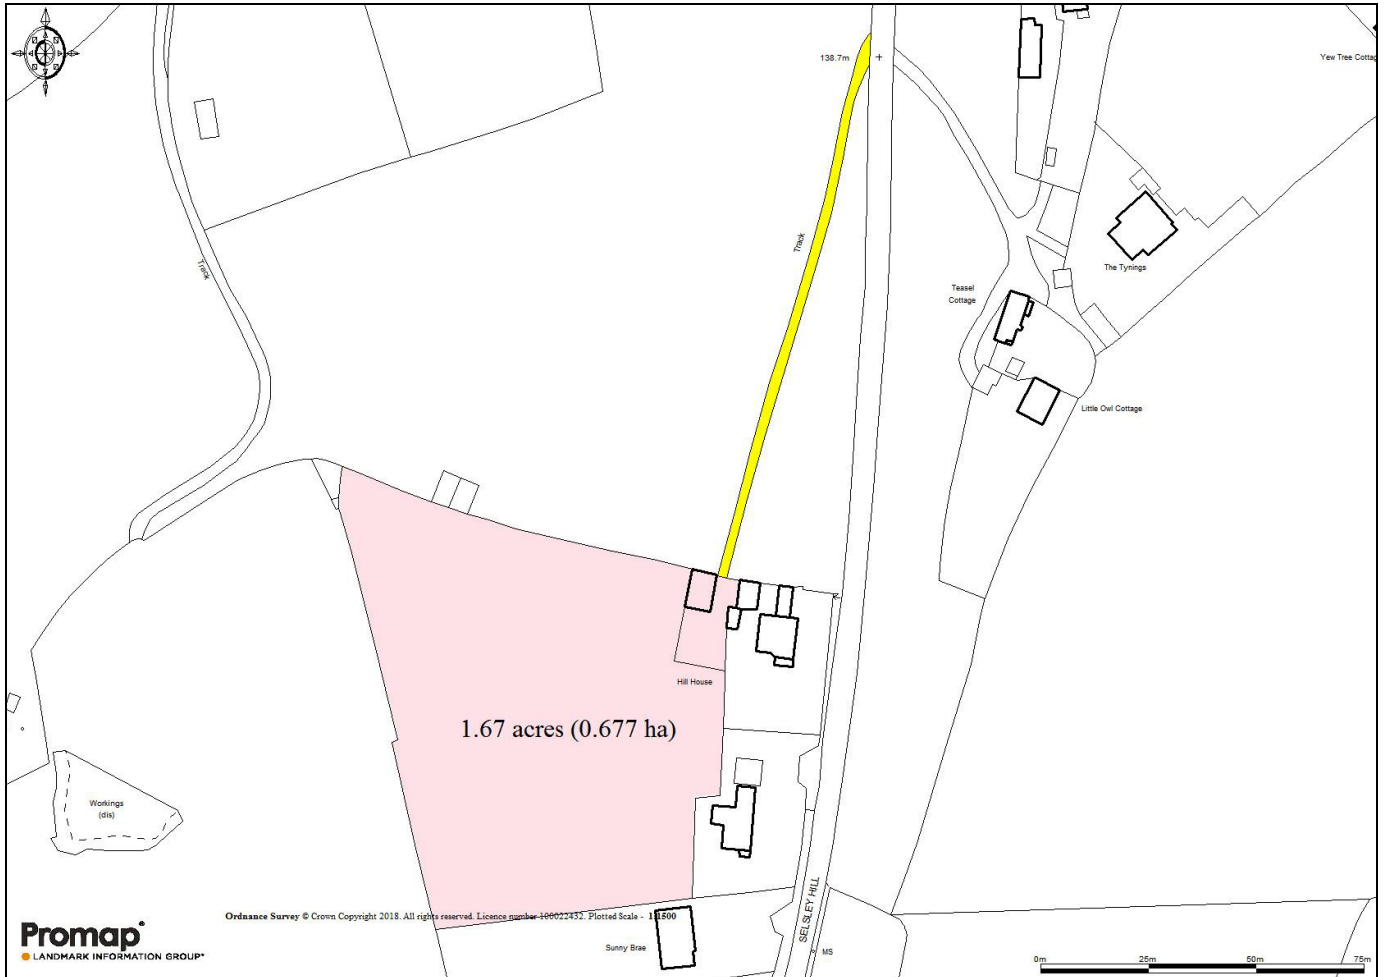 138.7m
Yew Tree Cottag
Track
Track
The Tynings
Teasel
Cottage
Little Owl Cottage
Hill House
1.67 acres (0.677 ha)
Workings
(dis)
SELSLEY HILL
MS
Sunny Brae
Ordnance Survey © Crown Copyright 2018. All rights reserved. Licence number 100022432. Plotted Scale -
Promap
LANDMARK INFORMATION GROUP
0m 25m 50m 75m